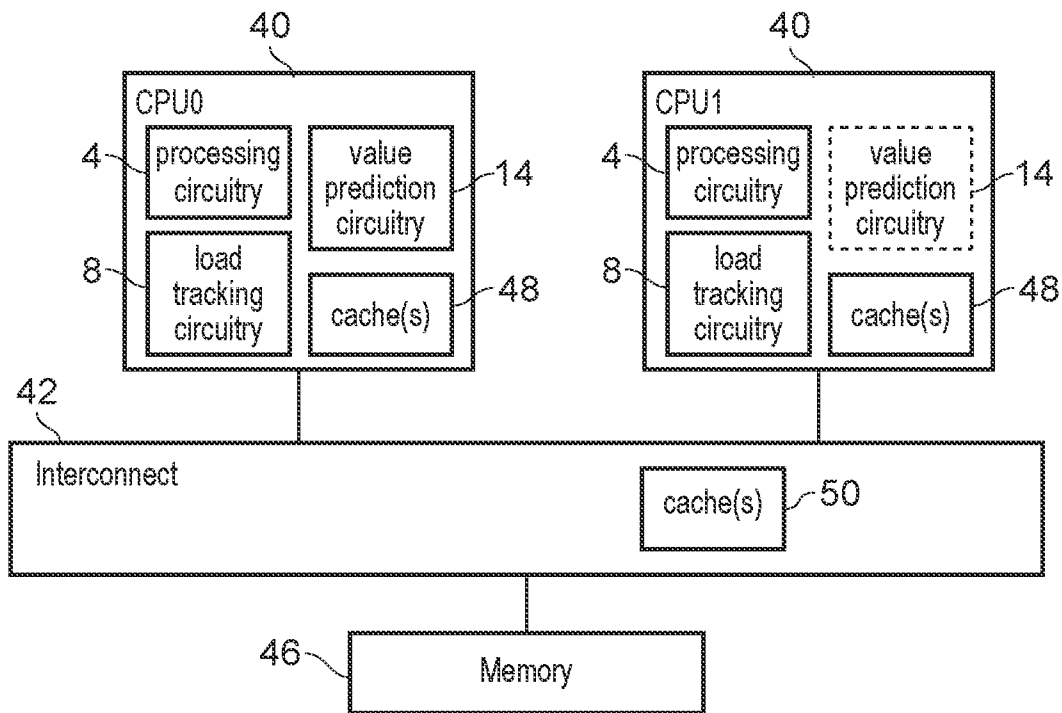 40
40
CPU0
CPU1
4
processing
circuitry
value
prediction
circuitry
14
4
processing
circuitry
value
prediction
circuitry
14
8
load
tracking
circuitry
cache(s)
48
8
load
tracking
circuitry
cache(s)
48
42
Interconnect
cache(s)
50
46
Memory